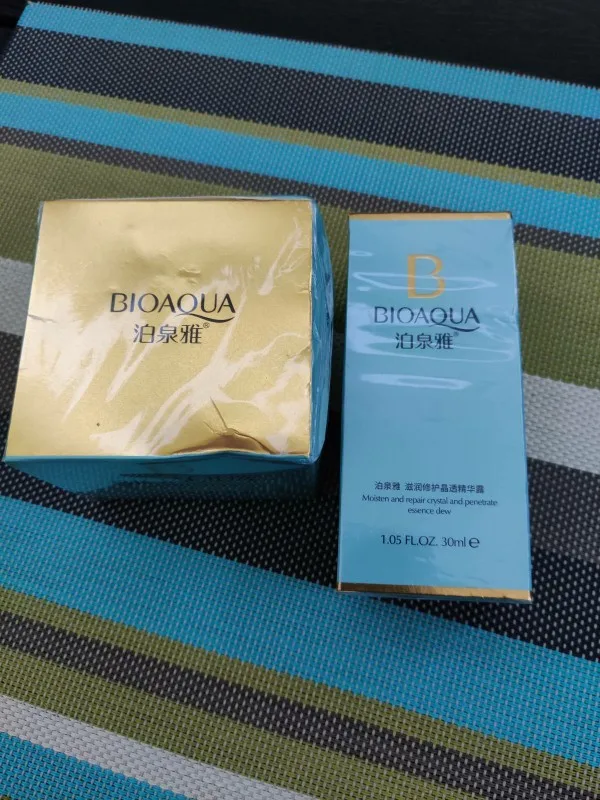 BIOAQUA
泊泉雅®
B
BIOAQUA
泊泉雅®
泊泉雅 滋润修护晶透精华露
Moisten and repair crystal and penetrate
essence dew
1.05 FL.OZ. 30ml ℮